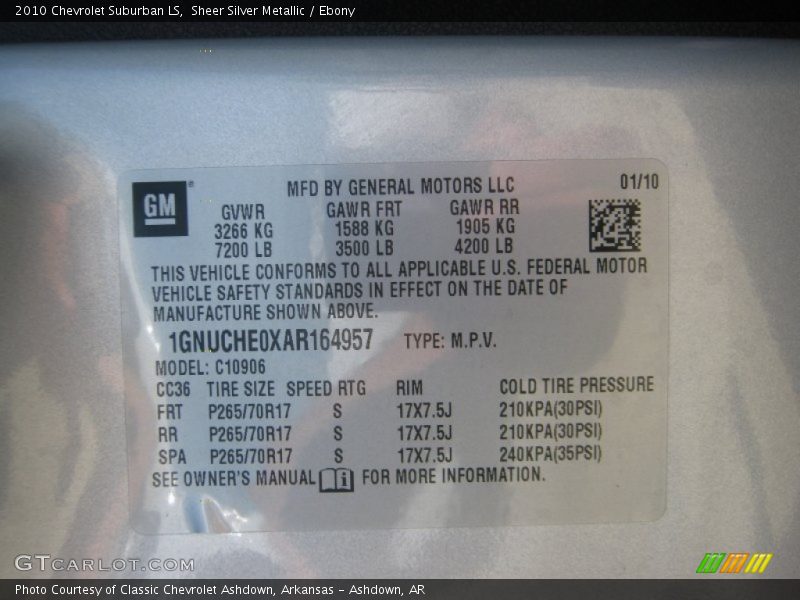 2010 Chevrolet Suburban LS, Sheer Silver Metallic / Ebony
GM
MFD BY GENERAL MOTORS LLC 01/10
GVWR GAWR FRT GAWR RR
3266 KG 1588 KG 1905 KG
7200 LB 3500 LB 4200 LB
THIS VEHICLE CONFORMS TO ALL APPLICABLE U.S. FEDERAL MOTOR
VEHICLE SAFETY STANDARDS IN EFFECT ON THE DATE OF
MANUFACTURE SHOWN ABOVE.
1GNUCHE0XAR164957 TYPE: M.P.V.
MODEL: C10906
CC36 TIRE SIZE SPEED RTG RIM COLD TIRE PRESSURE
FRT P265/70R17 S 17X7.5J 210KPA(30PSI)
RR P265/70R17 S 17X7.5J 210KPA(30PSI)
SPA P265/70R17 S 17X7.5J 240KPA(35PSI)
SEE OWNER'S MANUAL i FOR MORE INFORMATION.
GTCARLOT.COM
Photo Courtesy of Classic Chevrolet Ashdown, Arkansas - Ashdown, AR